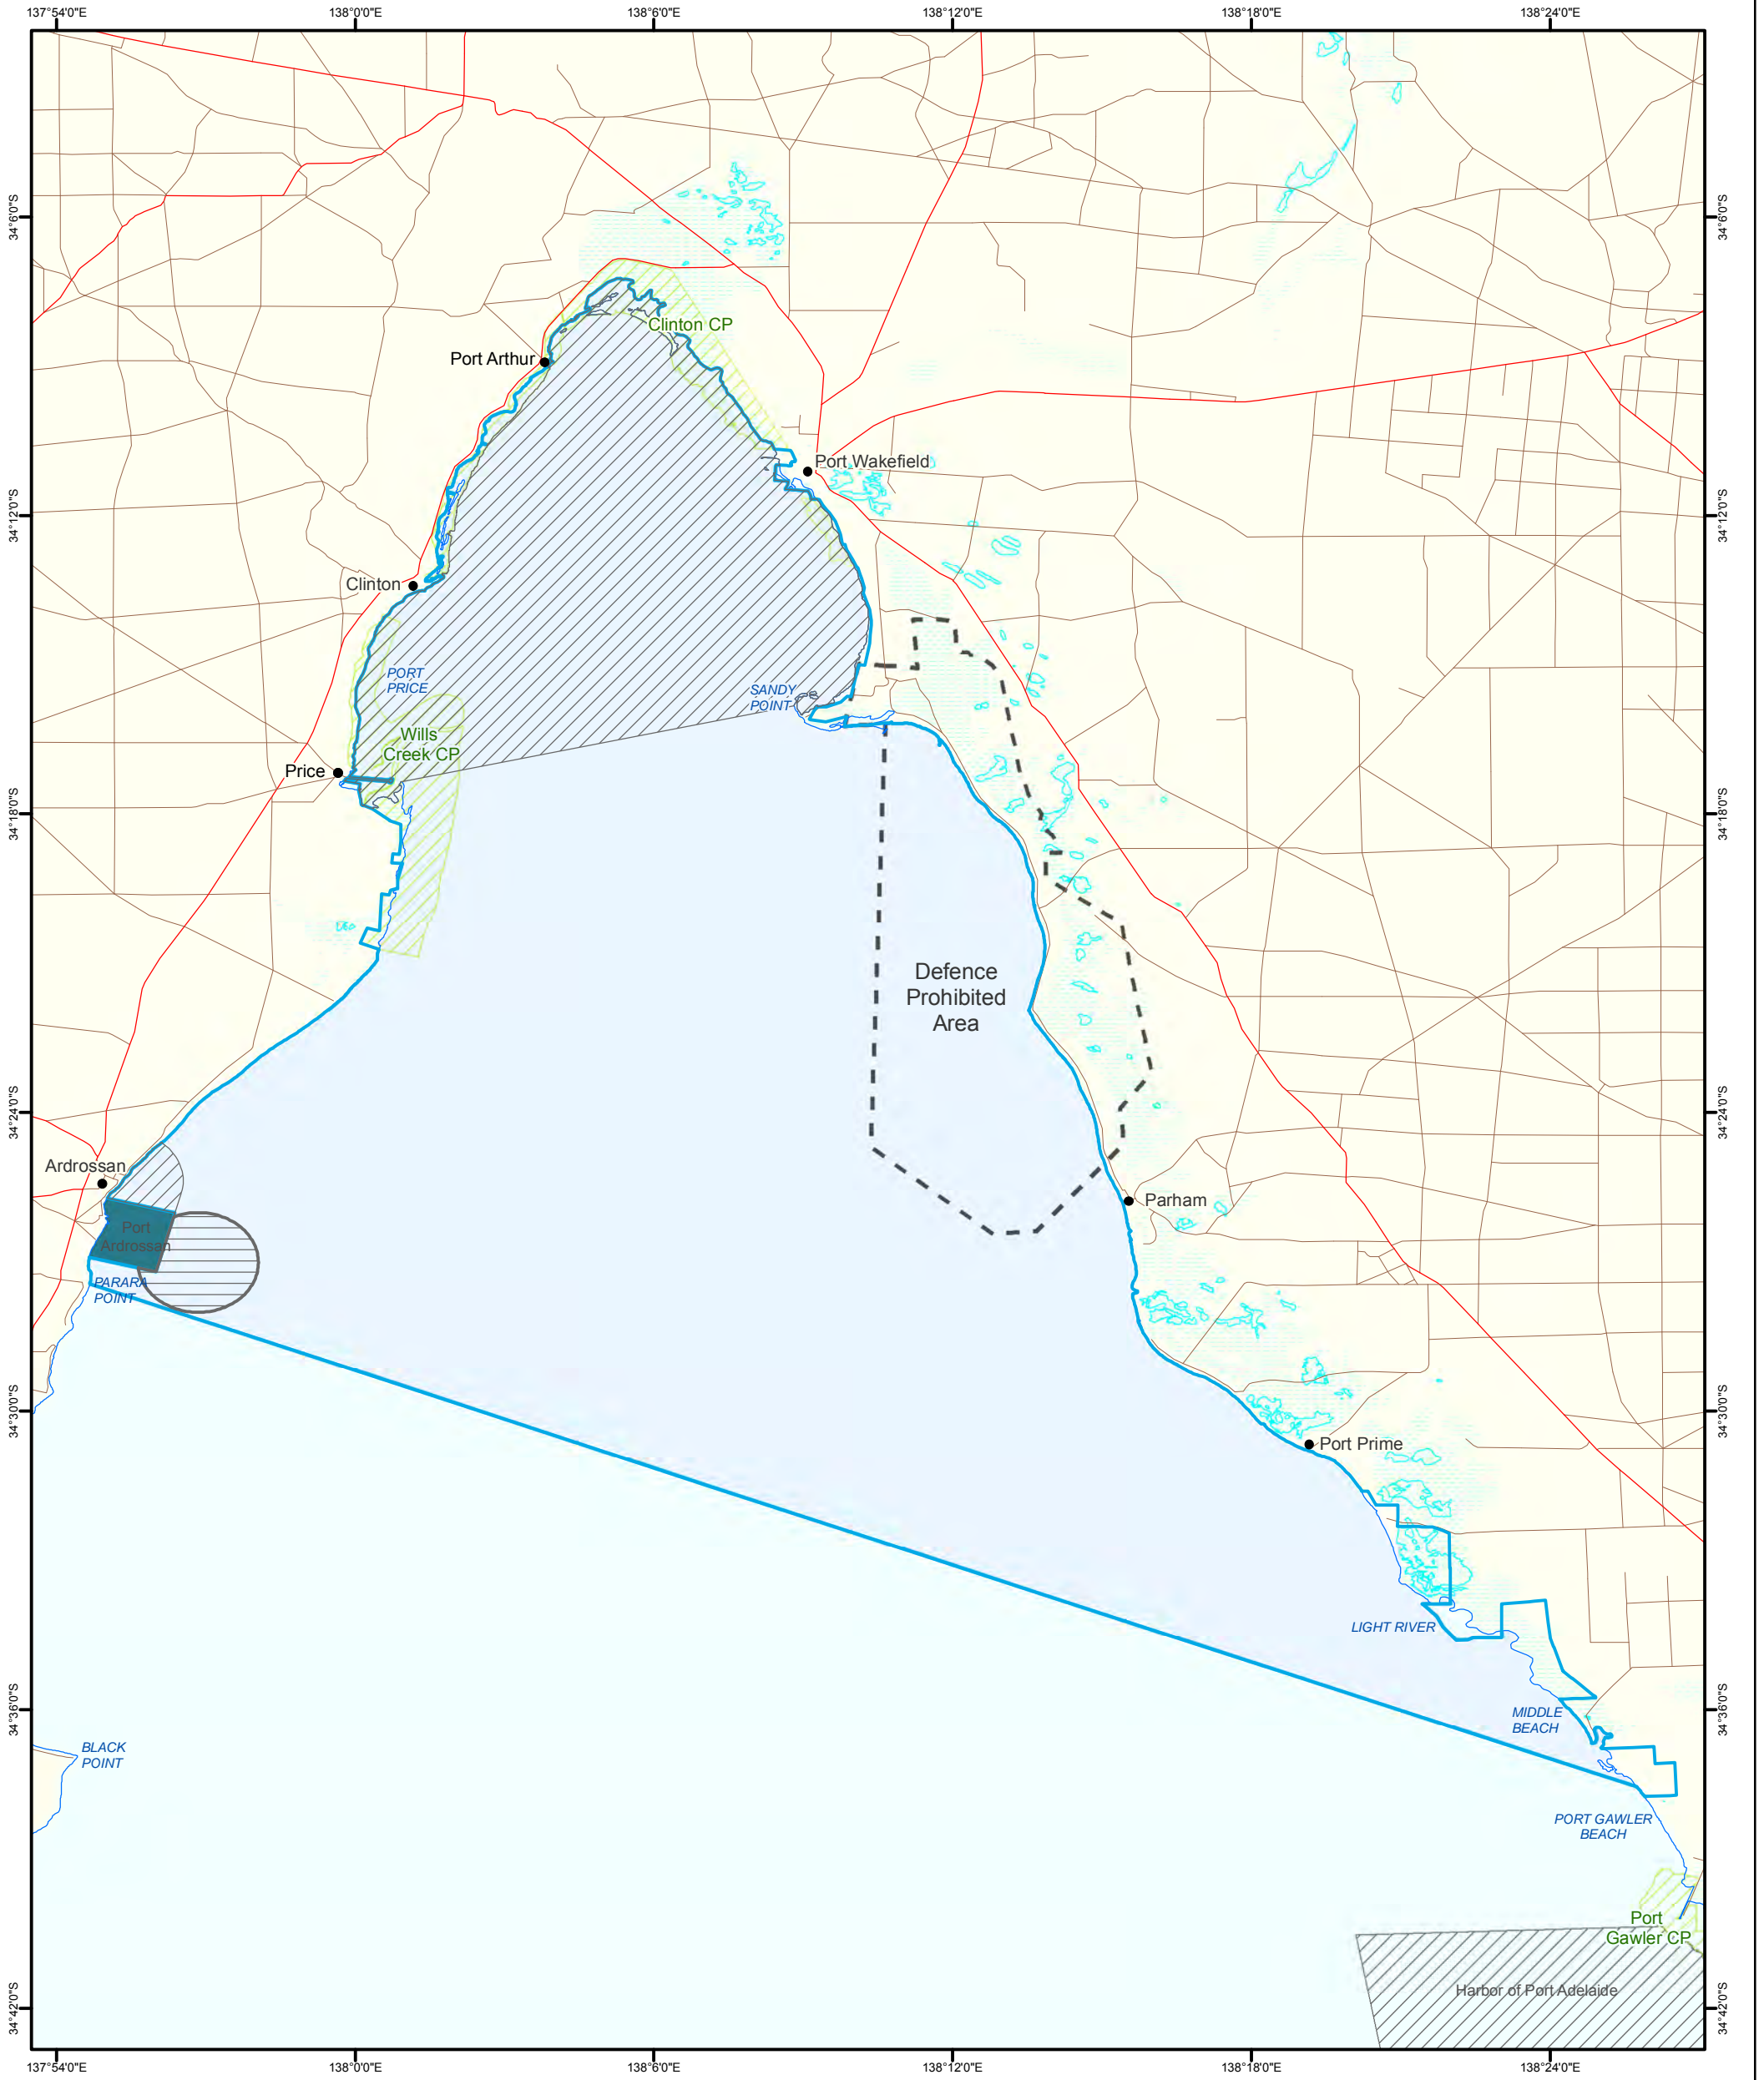 137°54'0"E 138°0'0"E 138°6'0"E 138°12'0"E 138°18'0"E 138°24'0"E
34°6'0"S 34°6'0"S
Clinton CP
Port Arthur
Port Wakefield
34°12'0"S 34°12'0"S
Clinton
PORT
PRICE
SANDY
POINT
Wills
Creek CP
Price
34°18'0"S 34°18'0"S
Defence
Prohibited
Area
34°24'0"S 34°24'0"S
Ardrossan
Parham
Port
Ardrossan
PARARA
POINT
34°30'0"S 34°30'0"S
Port Prime
LIGHT RIVER
34°36'0"S 34°36'0"S
MIDDLE
BEACH
BLACK
POINT
PORT GAWLER
BEACH
Port
Gawler CP
Harbor of Port Adelaide
34°42'0"S 34°42'0"S
137°54'0"E 138°0'0"E 138°6'0"E 138°12'0"E 138°18'0"E 138°24'0"E